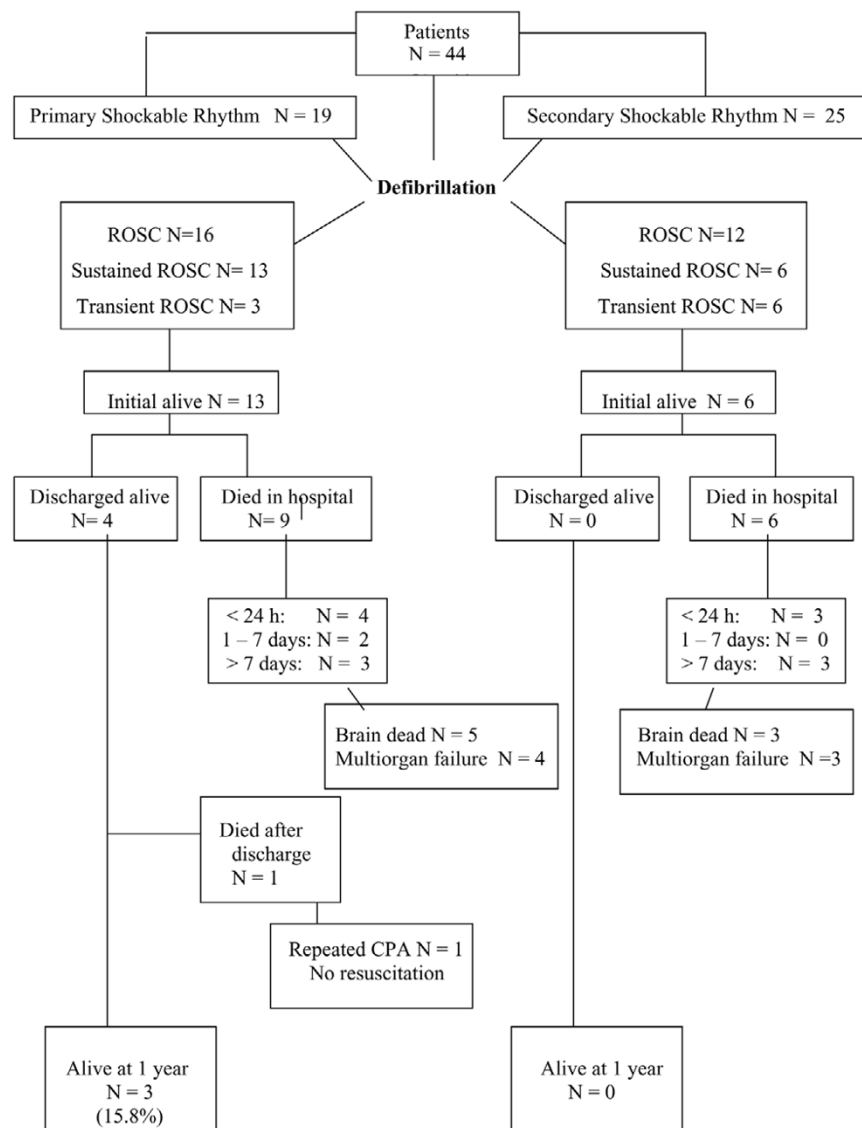 Patients
N = 44
Primary Shockable Rhythm N = 19
Secondary Shockable Rhythm N = 25
Defibrillation
ROSC N=16
Sustained ROSC N= 13
Transient ROSC N= 3
ROSC N=12
Sustained ROSC N= 6
Transient ROSC N= 6
Initial alive N = 13
Initial alive N = 6
Discharged alive
N= 4
Died in hospital
N= 9
Discharged alive
N = 0
Died in hospital
N = 6
< 24 h: N = 4
1 – 7 days: N = 2
> 7 days: N = 3
< 24 h: N = 3
1 – 7 days: N = 0
> 7 days: N = 3
Brain dead N = 5
Multiorgan failure N = 4
Brain dead N = 3
Multiorgan failure N =3
Died after
discharge
N = 1
Repeated CPA N = 1
No resuscitation
Alive at 1 year
N = 3
(15.8%)
Alive at 1 year
N = 0